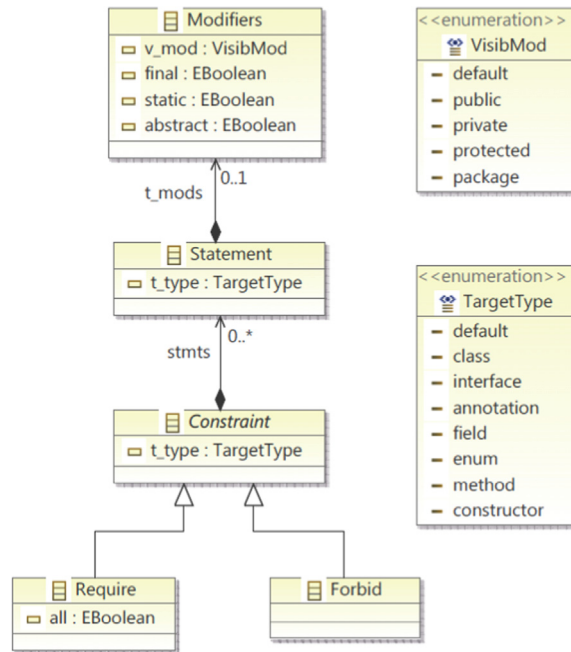 Modifiers
v_mod : VisibMod
final : EBoolean
static : EBoolean
abstract : EBoolean
0..1
t_mods
Statement
t_type : TargetType
0..*
stmts
Constraint
t_type : TargetType
Require
all : EBoolean
Forbid
<<enumeration>>
VisibMod
default
public
private
protected
package
<<enumeration>>
TargetType
default
class
interface
annotation
field
enum
method
constructor